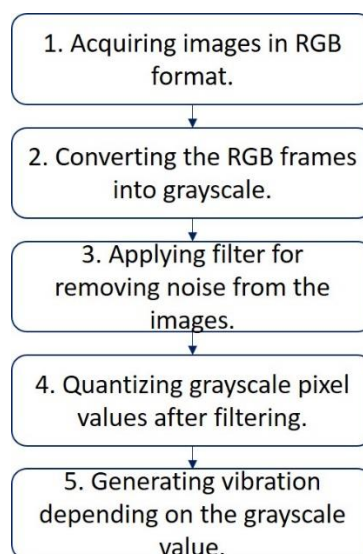 1. Acquiring images in RGB
format.
2. Converting the RGB frames
into grayscale.
3. Applying filter for
removing noise from the
images.
4. Quantizing grayscale pixel
values after filtering.
5. Generating vibration
depending on the grayscale
value.